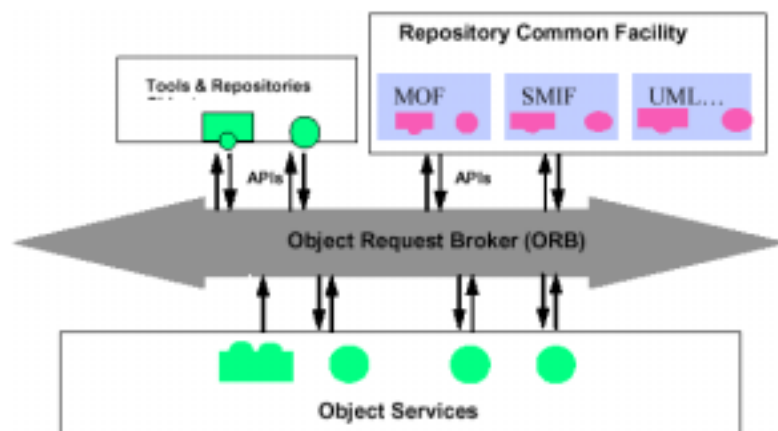 Repository Common Facility
Tools & Repositories
MOF
SMIF
UML...
APIs
APIs
Object Request Broker (ORB)
Object Services